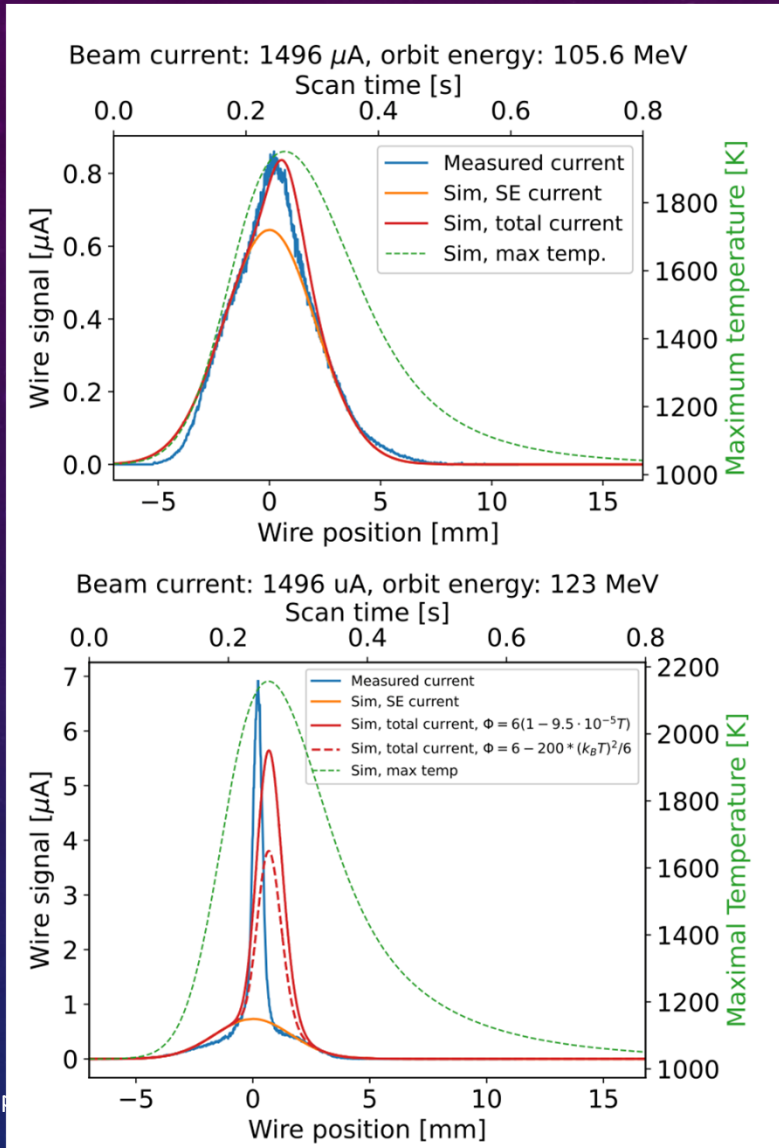 Beam current: 1496 μA, orbit energy: 105.6 MeV
Scan time [s]
0.0 0.2 0.4 0.6 0.8
Measured current
Sim, SE current
Sim, total current
Sim, max temp.
Wire signal [μA]
0.8
0.6
0.4
0.2
0.0
Maximum temperature [K]
1800
1600
1400
1200
1000
−5 0 5 10 15
Wire position [mm]
Beam current: 1496 uA, orbit energy: 123 MeV
Scan time [s]
0.0 0.2 0.4 0.6 0.8
Measured current
Sim, SE current
Sim, total current, Φ = 6(1 − 9.5 · 10⁻⁵T)
Sim, total current, Φ = 6 − 200 * (k_BT)²/6
Sim, max temp
Wire signal [μA]
7
6
5
4
3
2
1
0
Maximal Temperature [K]
2200
2000
1800
1600
1400
1200
1000
−5 0 5 10 15
Wire position [mm]